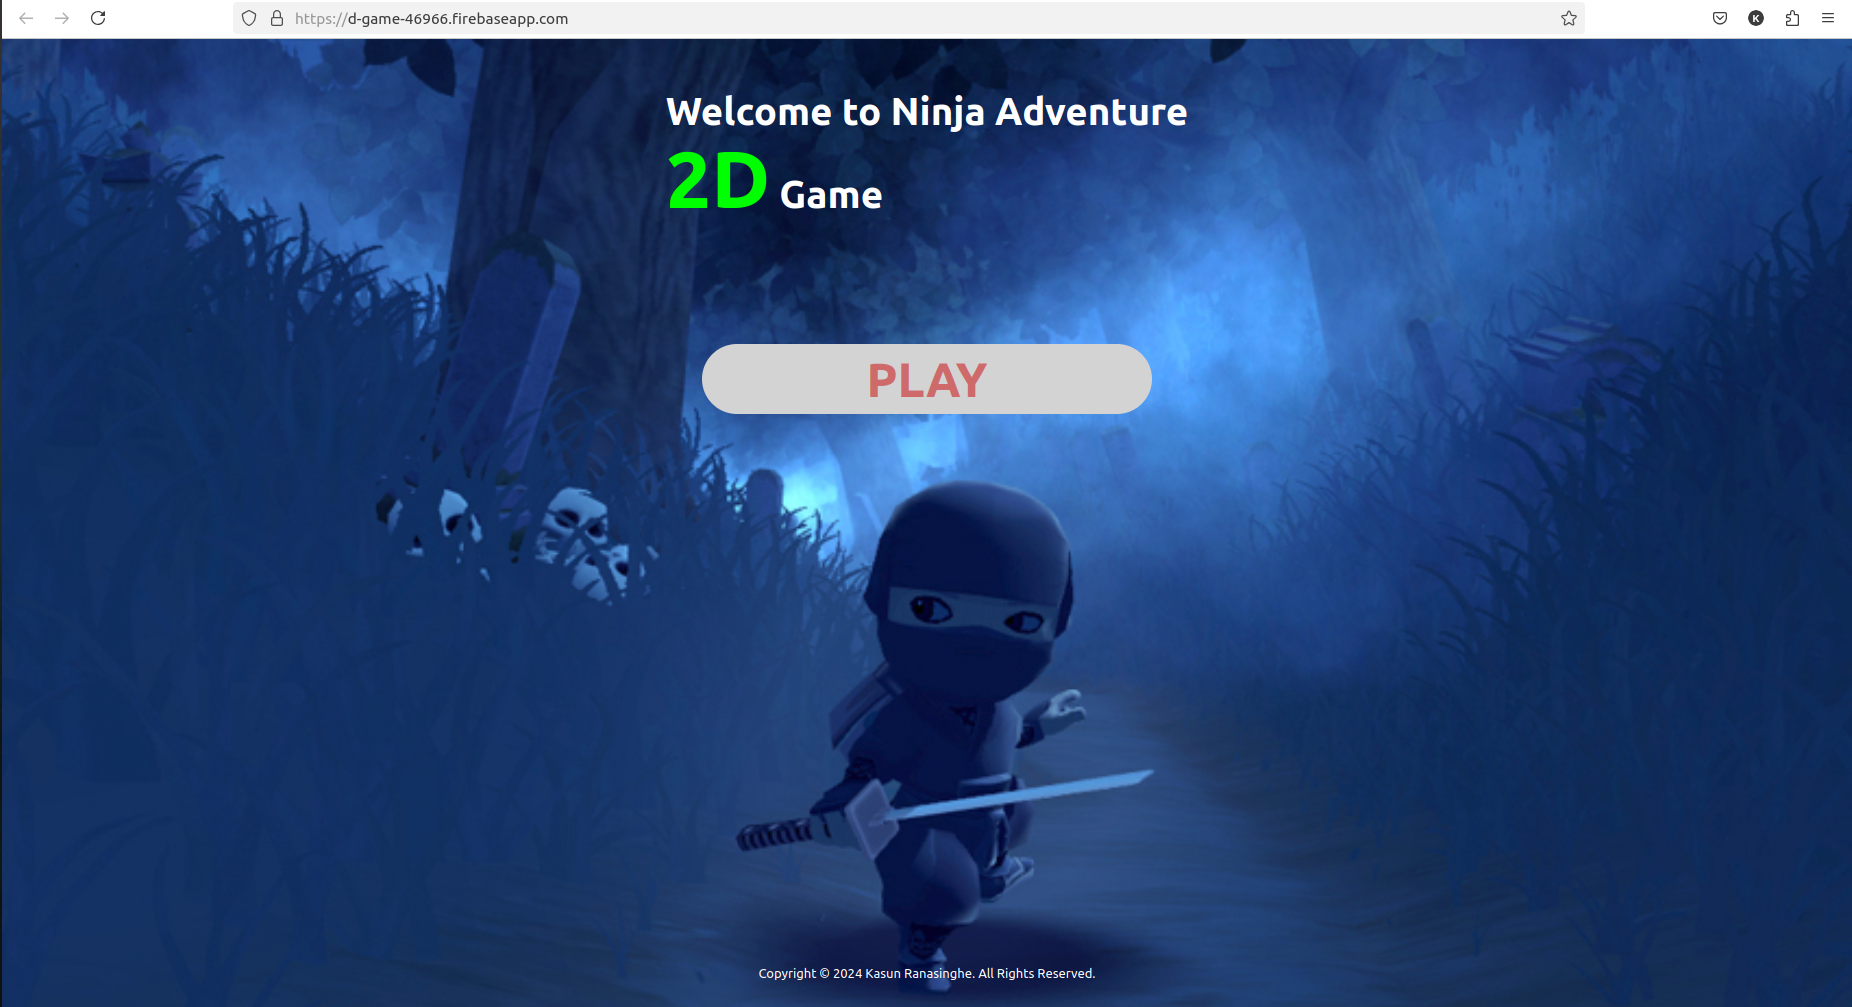 https://d-game-46966.firebaseapp.com
K
Welcome to Ninja Adventure
2D Game
PLAY
Copyright © 2024 Kasun Ranasinghe. All Rights Reserved.